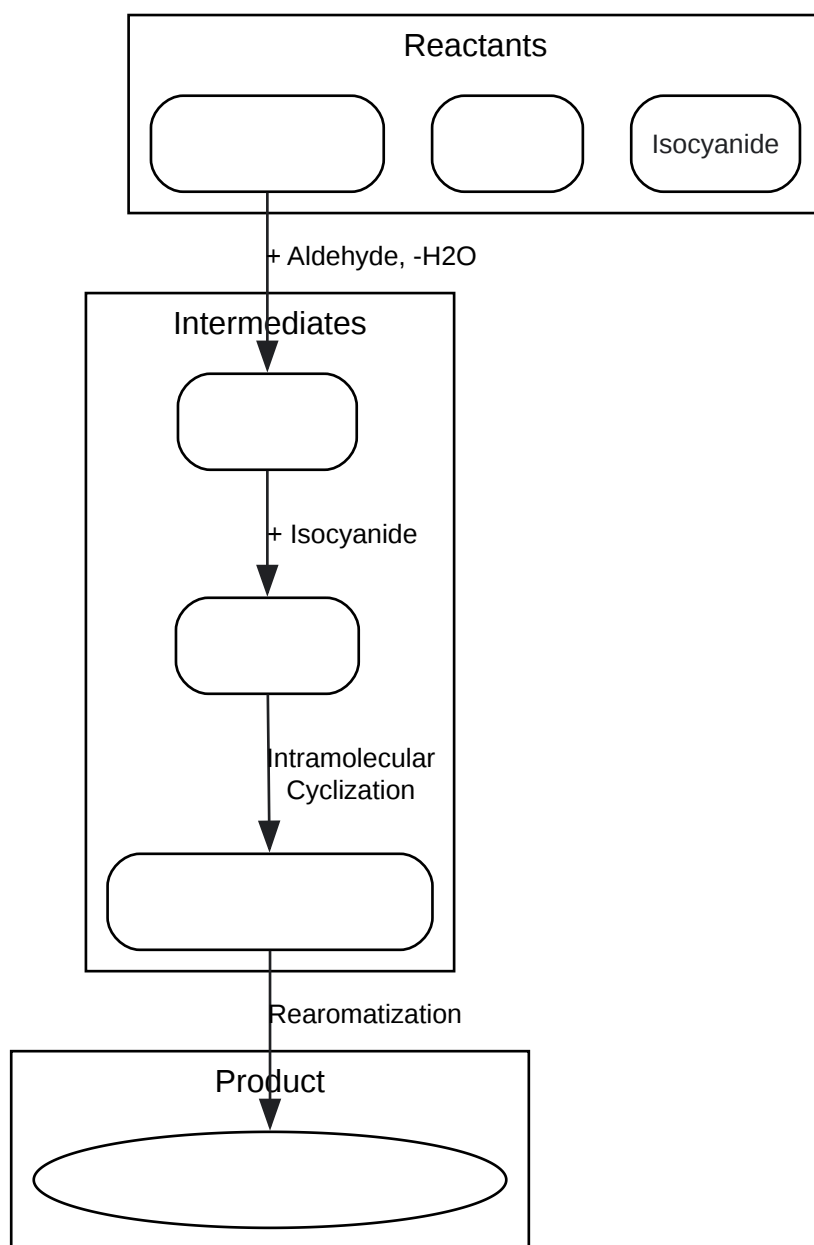 Reactants
Isocyanide
+ Aldehyde, -H2O
Intermediates
+ Isocyanide
Intramolecular
Cyclization
Rearomatization
Product